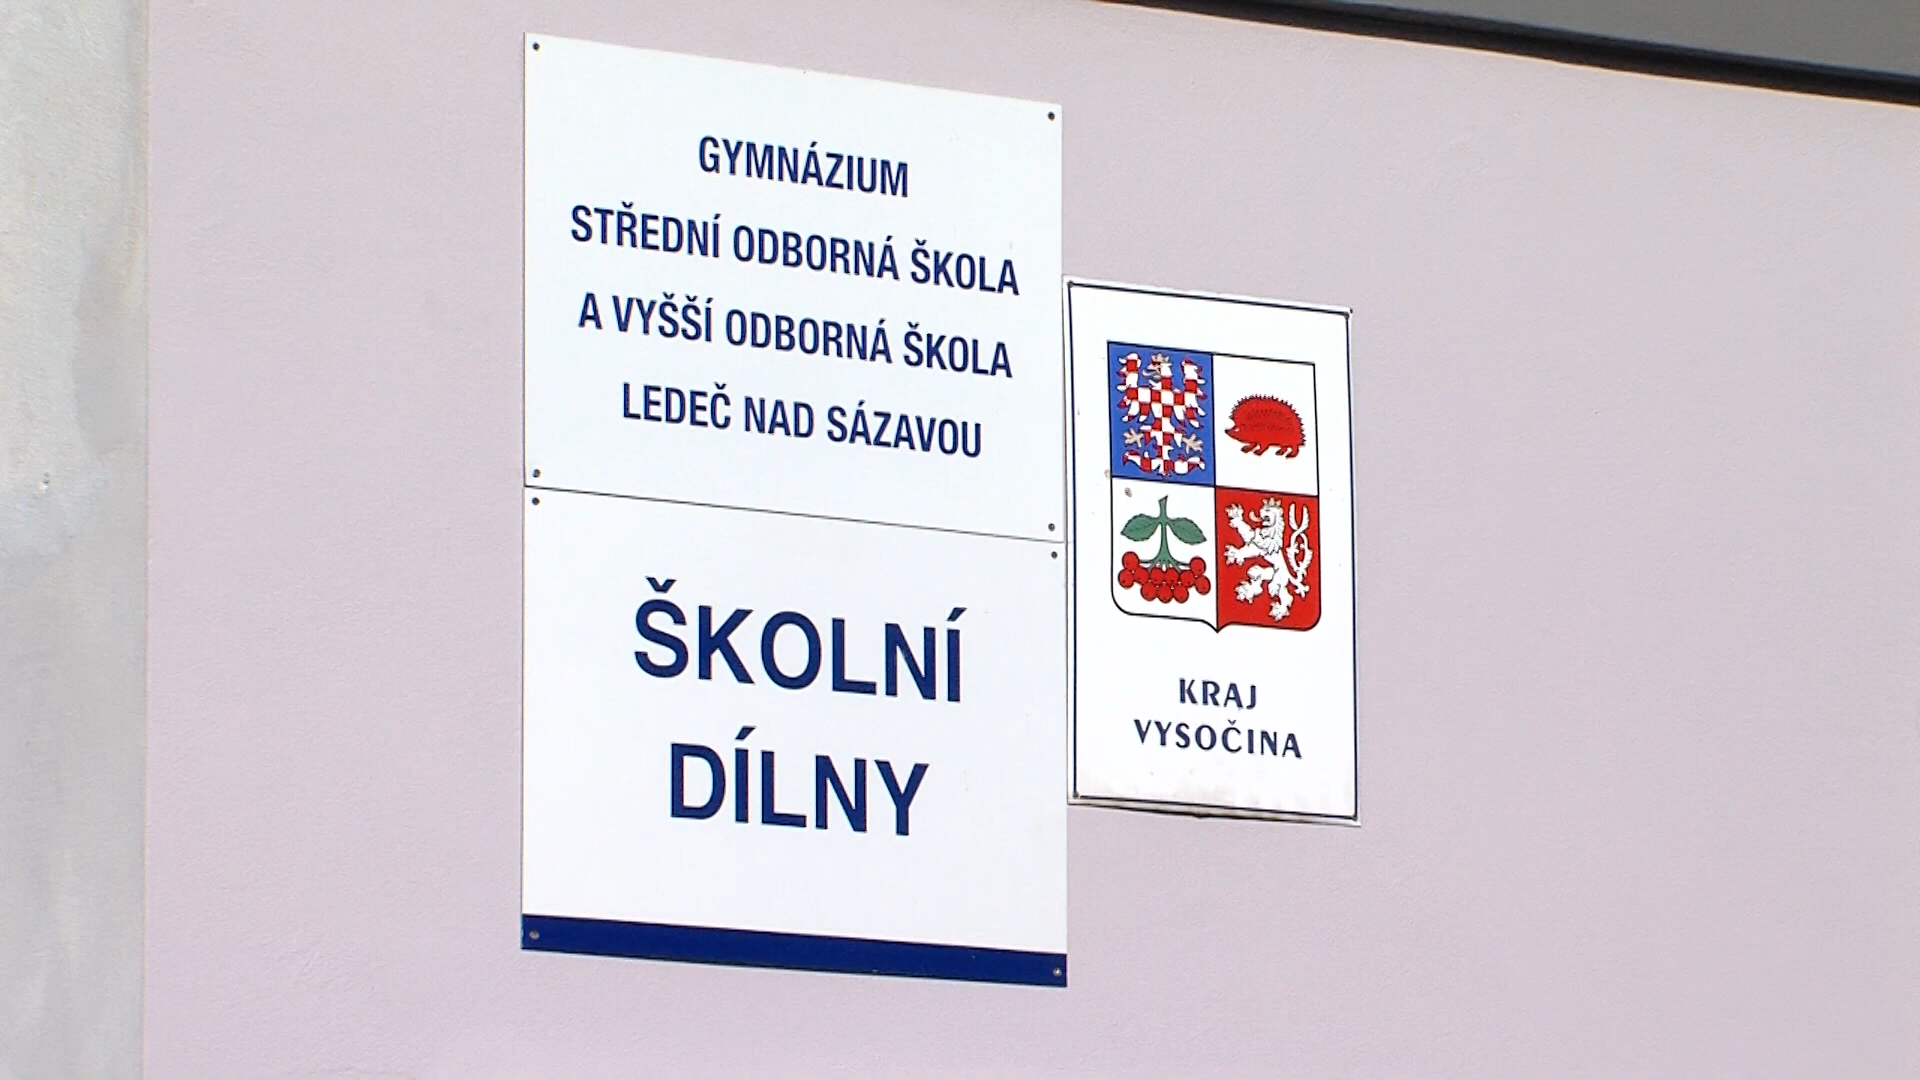 GYMNÁZIUM
STŘEDNÍ ODBORNÁ ŠKOLA
A VYŠŠÍ ODBORNÁ ŠKOLA
LEDEČ NAD SÁZAVOU
ŠKOLNÍ
DÍLNY
KRAJ
VYSOČINA